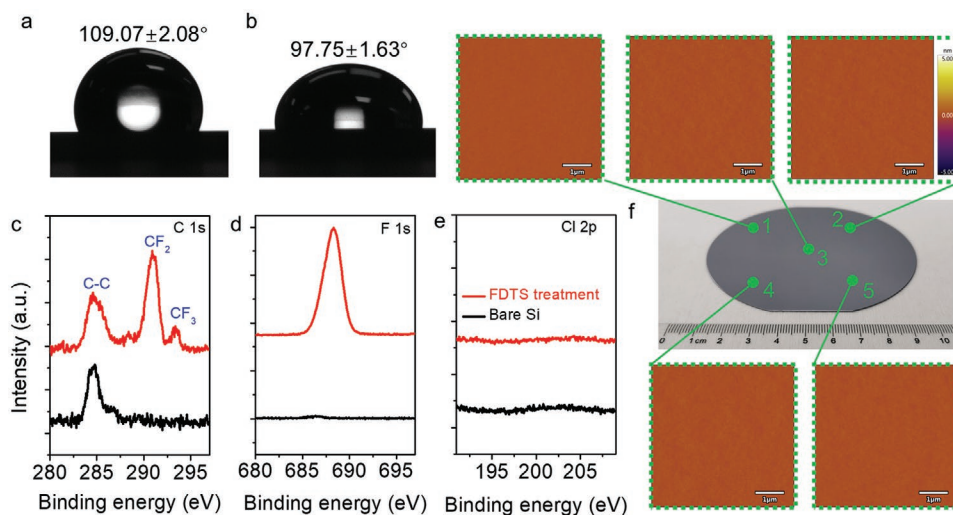 a
109.07±2.08°
b
97.75±1.63°
nm
5.00
0.00
-5.00
1µm
1µm
1µm
c
C 1s
CF2
C-C
CF3
d
F 1s
e
Cl 2p
FDTS treatment
Bare Si
f
1
2
3
4
5
0 1 cm 2 3 4 5 6 7 8 9 10
Intensity (a.u.)
280 285 290 295
680 685 690 695
195 200 205
Binding energy (eV)
Binding energy (eV)
Binding energy (eV)
1µm
1µm